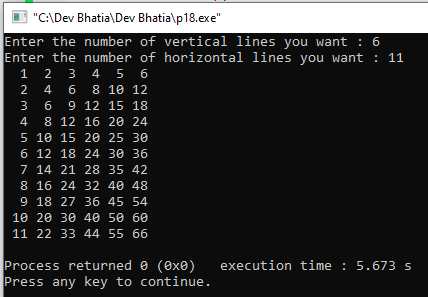 "C:\Dev Bhatia\Dev Bhatia\p18.exe"
Enter the number of vertical lines you want : 6
Enter the number of horizontal lines you want : 11
  1  2  3  4  5  6
  2  4  6  8 10 12
  3  6  9 12 15 18
  4  8 12 16 20 24
  5 10 15 20 25 30
  6 12 18 24 30 36
  7 14 21 28 35 42
  8 16 24 32 40 48
  9 18 27 36 45 54
 10 20 30 40 50 60
 11 22 33 44 55 66
Process returned 0 (0x0)   execution time : 5.673 s
Press any key to continue.